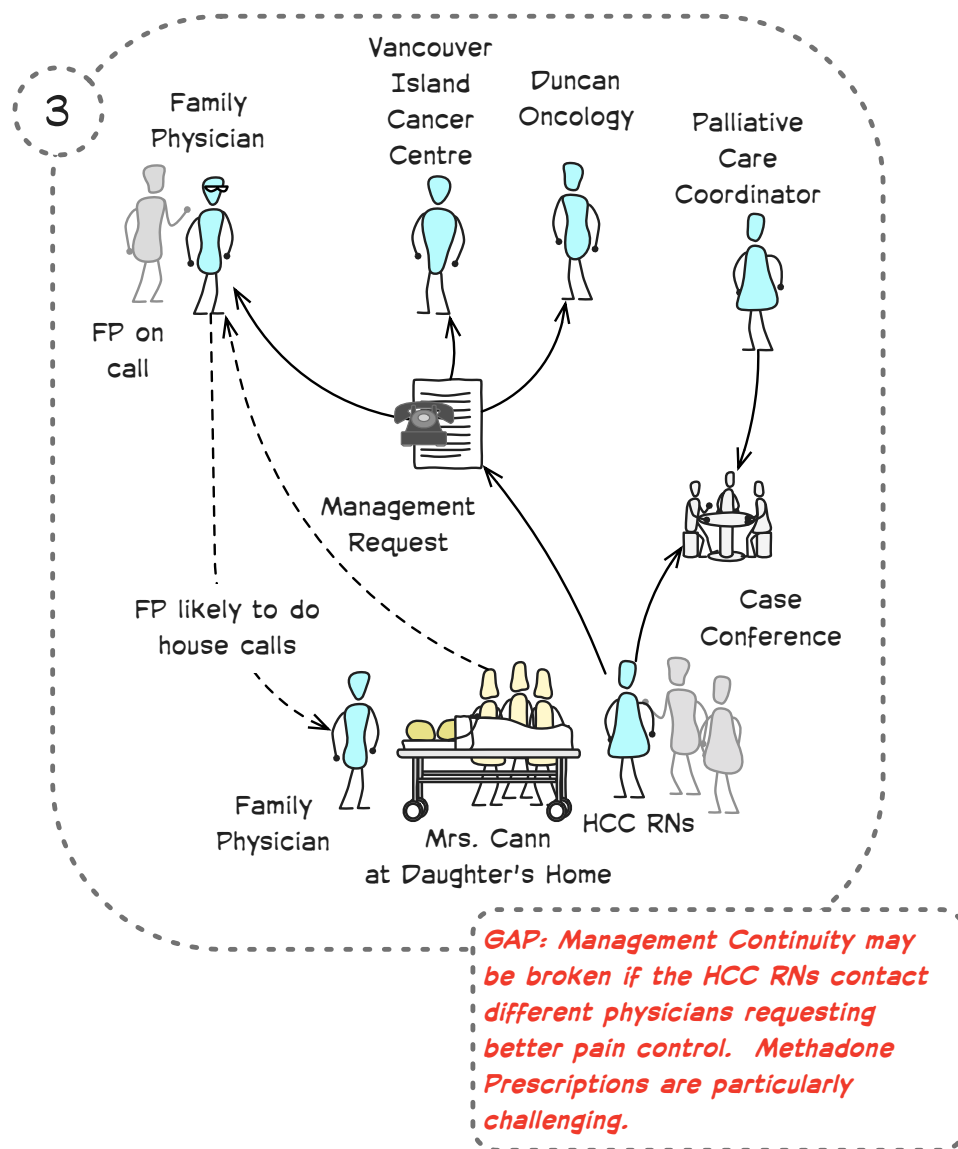 3
Family
Physician
Vancouver
Island
Cancer
Centre
Duncan
Oncology
Palliative
Care
Coordinator
FP on
call
Management
Request
FP likely to do
house calls
Case
Conference
Family
Physician
Mrs. Cann
at Daughter's Home
HCC RNs
GAP: Management Continuity may
be broken if the HCC RNs contact
different physicians requesting
better pain control.  Methadone
Prescriptions are particularly
challenging.